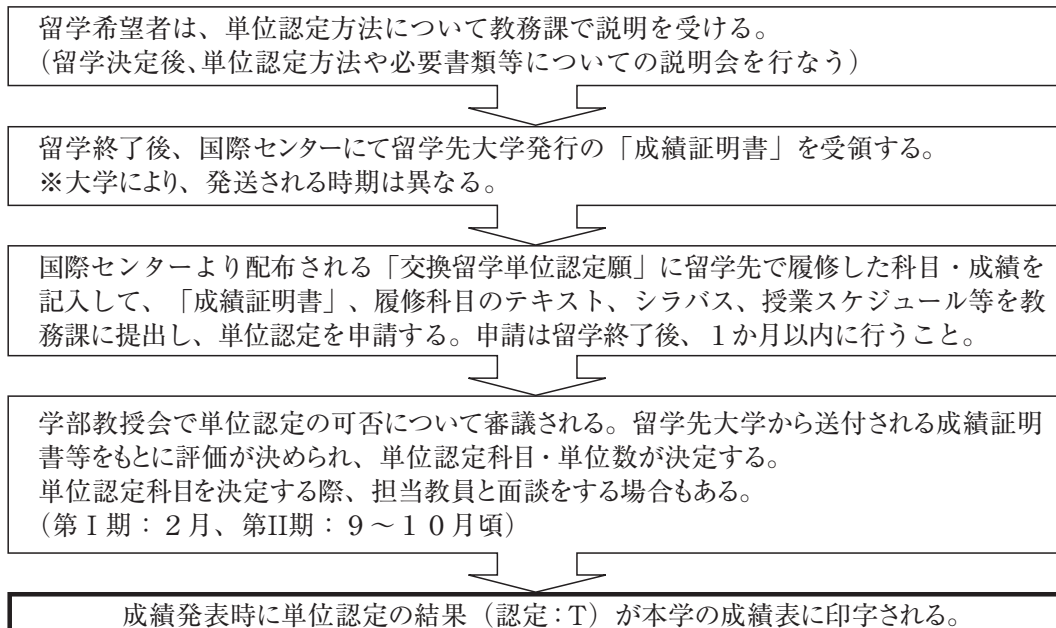 留学希望者は、単位認定方法について教務課で説明を受ける。
（留学決定後、単位認定方法や必要書類等についての説明会を行なう）
留学終了後、国際センターにて留学先大学発行の「成績証明書」を受領する。
※大学により、発送される時期は異なる。
国際センターより配布される「交換留学単位認定願」に留学先で履修した科目・成績を
記入して、「成績証明書」、履修科目のテキスト、シラバス、授業スケジュール等を教
務課に提出し、単位認定を申請する。申請は留学終了後、１か月以内に行うこと。
学部教授会で単位認定の可否について審議される。留学先大学から送付される成績証明
書等をもとに評価が決められ、単位認定科目・単位数が決定する。
単位認定科目を決定する際、担当教員と面談をする場合もある。
（第Ⅰ期：２月、第II期：９～１０月頃）
成績発表時に単位認定の結果（認定：T）が本学の成績表に印字される。